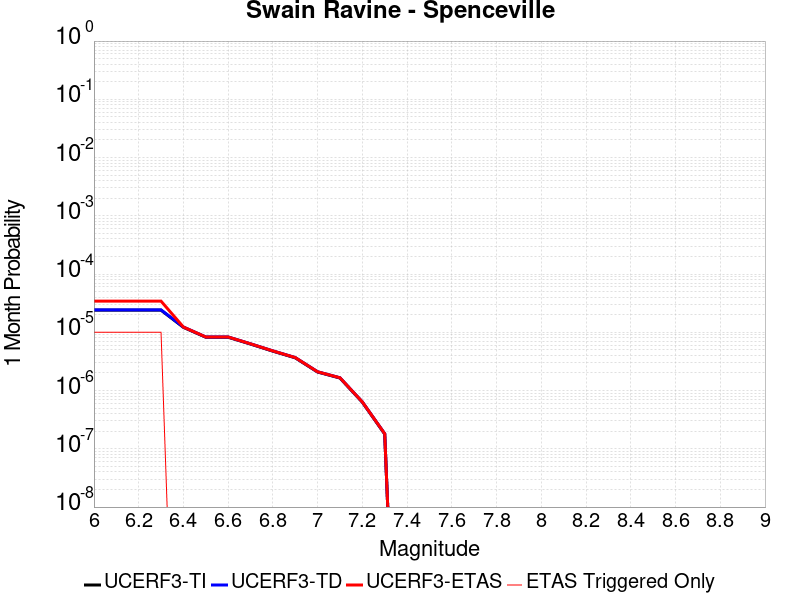 Swain Ravine - Spenceville
10^0
10^-1
10^-2
10^-3
10^-4
10^-5
10^-6
10^-7
10^-8
1 Month Probability
6 6.2 6.4 6.6 6.8 7 7.2 7.4 7.6 7.8 8 8.2 8.4 8.6 8.8 9
Magnitude
UCERF3-TI UCERF3-TD UCERF3-ETAS ETAS Triggered Only